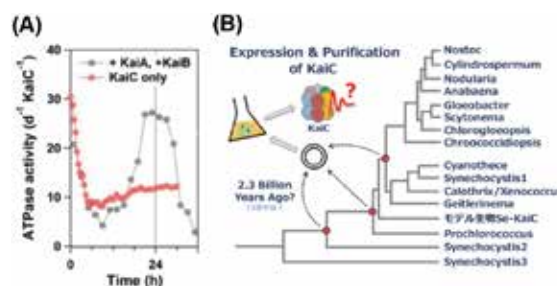 (A)
ATPase activity (d⁻¹ KaiC⁻¹)
40
30
20
10
0
+ KaiA, +KaiB
KaiC only
0
24
Time (h)
(B)
Expression & Purification
of KaiC
?
KaiC
2.3 Billion
Years Ago?
Nostoc
Cylindrospermum
Nodularia
Anabaena
Gloeobacter
Scytonema
Chlorogloeopsis
Chroococcidiopsis
Cyanothece
Synechocystis1
Calothrix/Xenococcu
Geitlerinema
モデル生物Se-KaiC
Prochlorococcus
Synechocystis2
Synechocystis3